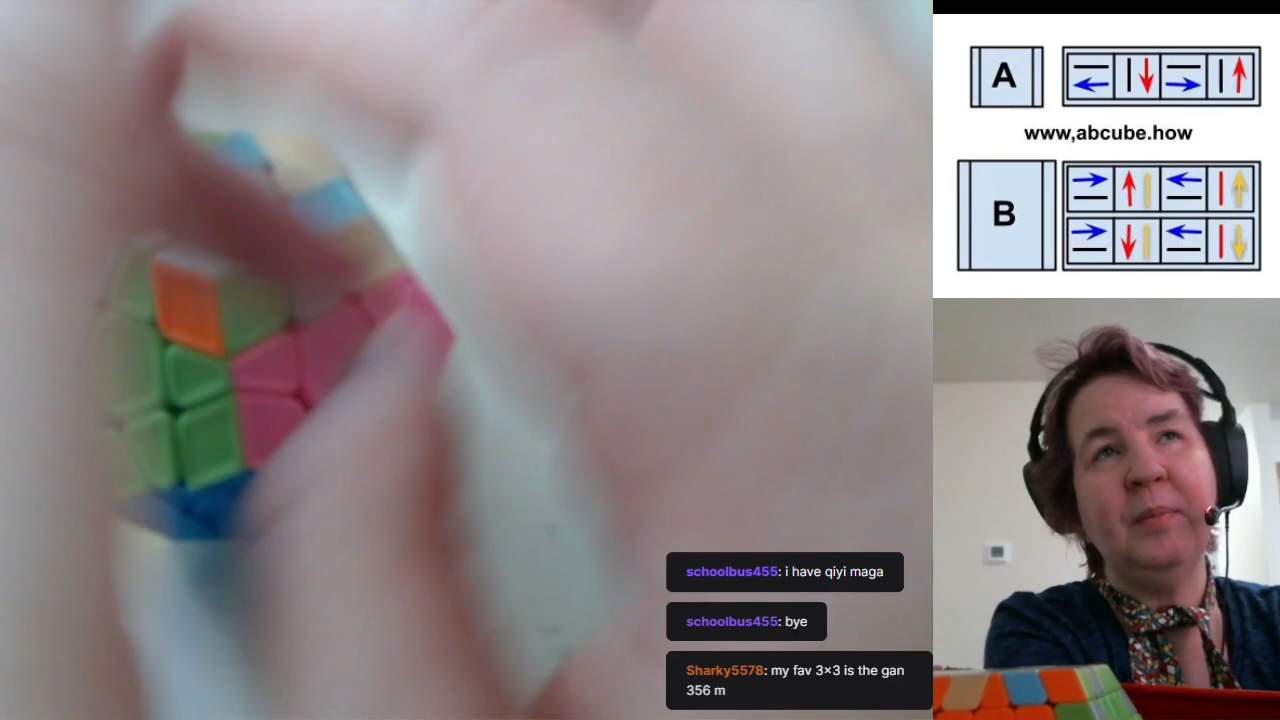 A
www,abcube.how
B
schoolbus455: i have qiyi maga
schoolbus455: bye
Sharky5578: my fav 3×3 is the gan
356 m